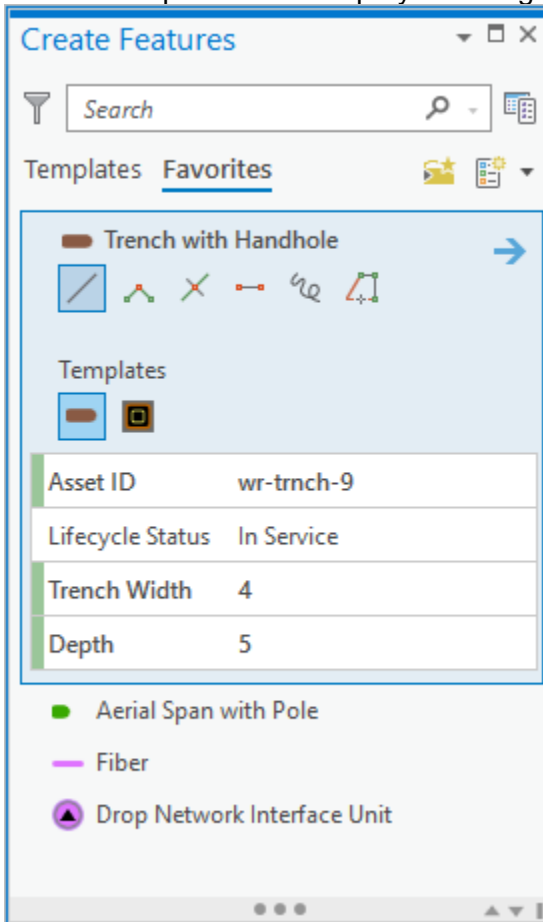 Create Features
Search
Templates Favorites
Trench with Handhole
Templates
Asset ID wr-trnch-9
Lifecycle Status In Service
Trench Width 4
Depth 5
Aerial Span with Pole
Fiber
Drop Network Interface Unit